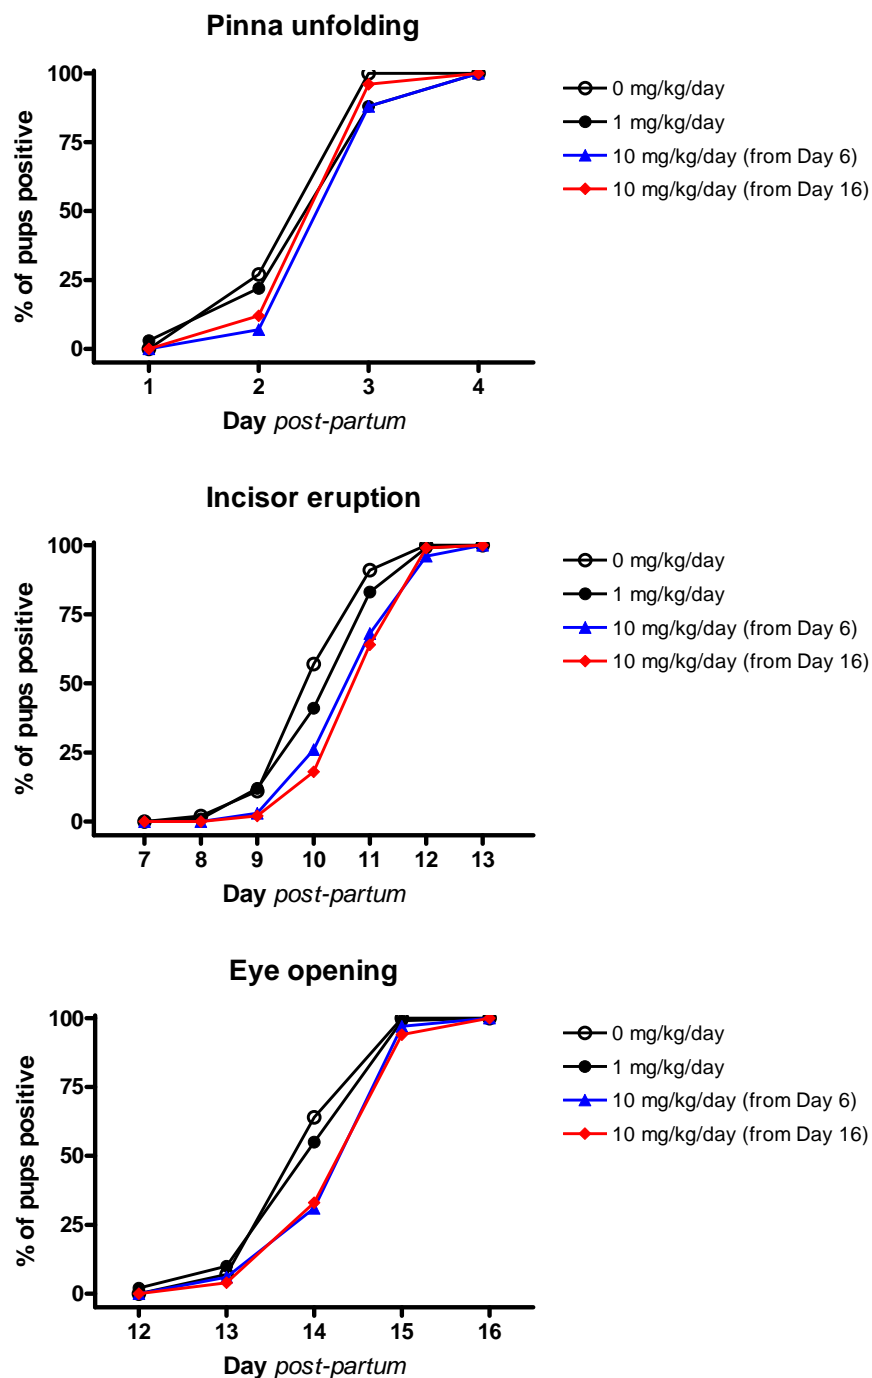 Pinna unfolding
100
75
50
25
0
% of pups positive
1 2 3 4
Day post-partum
0 mg/kg/day
1 mg/kg/day
10 mg/kg/day (from Day 6)
10 mg/kg/day (from Day 16)
Incisor eruption
100
75
50
25
0
% of pups positive
7 8 9 10 11 12 13
Day post-partum
0 mg/kg/day
1 mg/kg/day
10 mg/kg/day (from Day 6)
10 mg/kg/day (from Day 16)
Eye opening
100
75
50
25
0
% of pups positive
12 13 14 15 16
Day post-partum
0 mg/kg/day
1 mg/kg/day
10 mg/kg/day (from Day 6)
10 mg/kg/day (from Day 16)